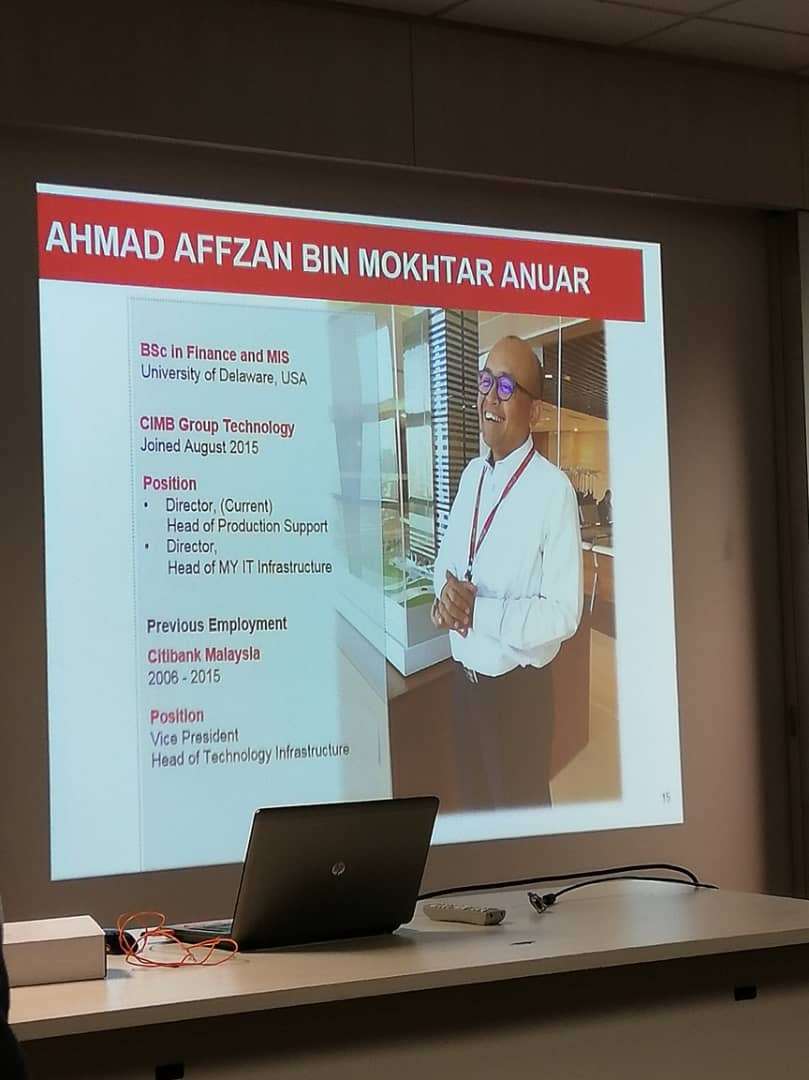 AHMAD AFFZAN BIN MOKHTAR ANUAR
BSc in Finance and MIS
University of Delaware, USA
CIMB Group Technology
Joined August 2015
Position
• Director, (Current)
Head of Production Support
• Director,
Head of MY IT Infrastructure
Previous Employment
Citibank Malaysia
2006 - 2015
Position
Vice President
Head of Technology Infrastructure
15
hp